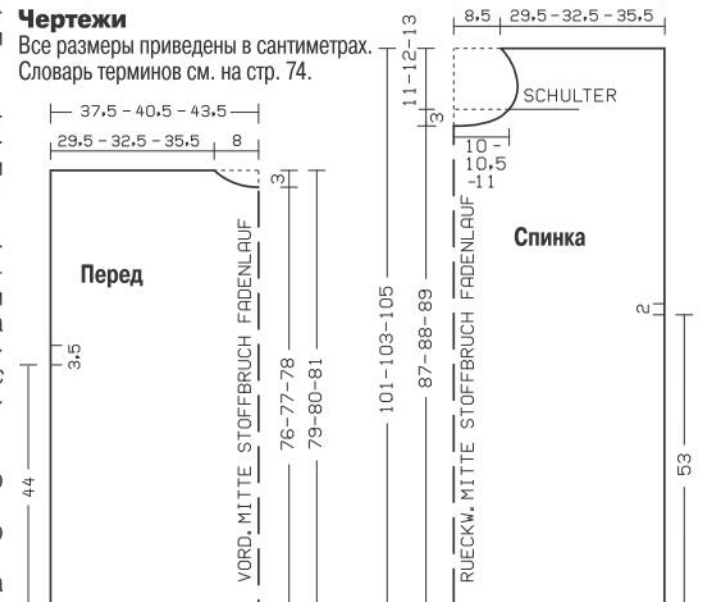 Чертежи
Все размеры приведены в сантиметрах.
Словарь терминов см. на стр. 74.
37.5 - 40.5 - 43.5
29.5 - 32.5 - 35.5
8
3
Перед
3.5
44
VORD. MITTE STOFFBRUCH FADENLAUF
76-77-78
79-80-81
8.5
29.5-32.5-35.5
11-12-13
3
SCHULTER
10 -
10.5
-11
Спинка
101-103-105
87-88-89
RUECKW. MITTE STOFFBRUCH FADENLAUF
2
53